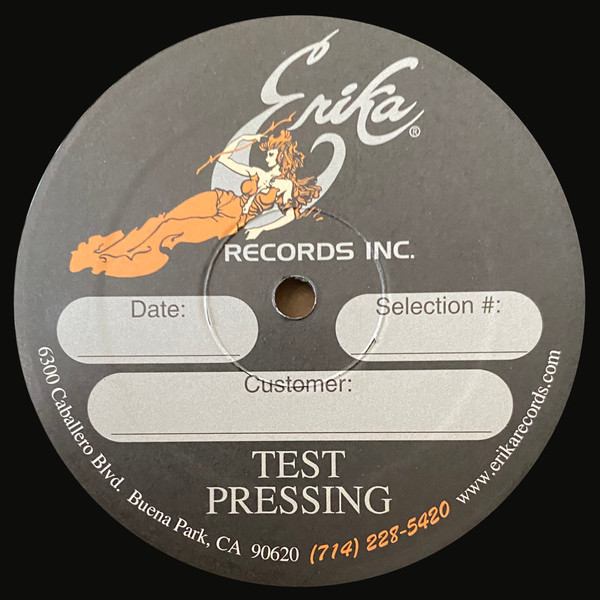 Erika®
RECORDS INC.
Date:
Selection #:
Customer:
TEST
PRESSING
6300 Caballero Blvd. Buena Park, CA 90620 (714) 228-5420 www.erikarecords.com